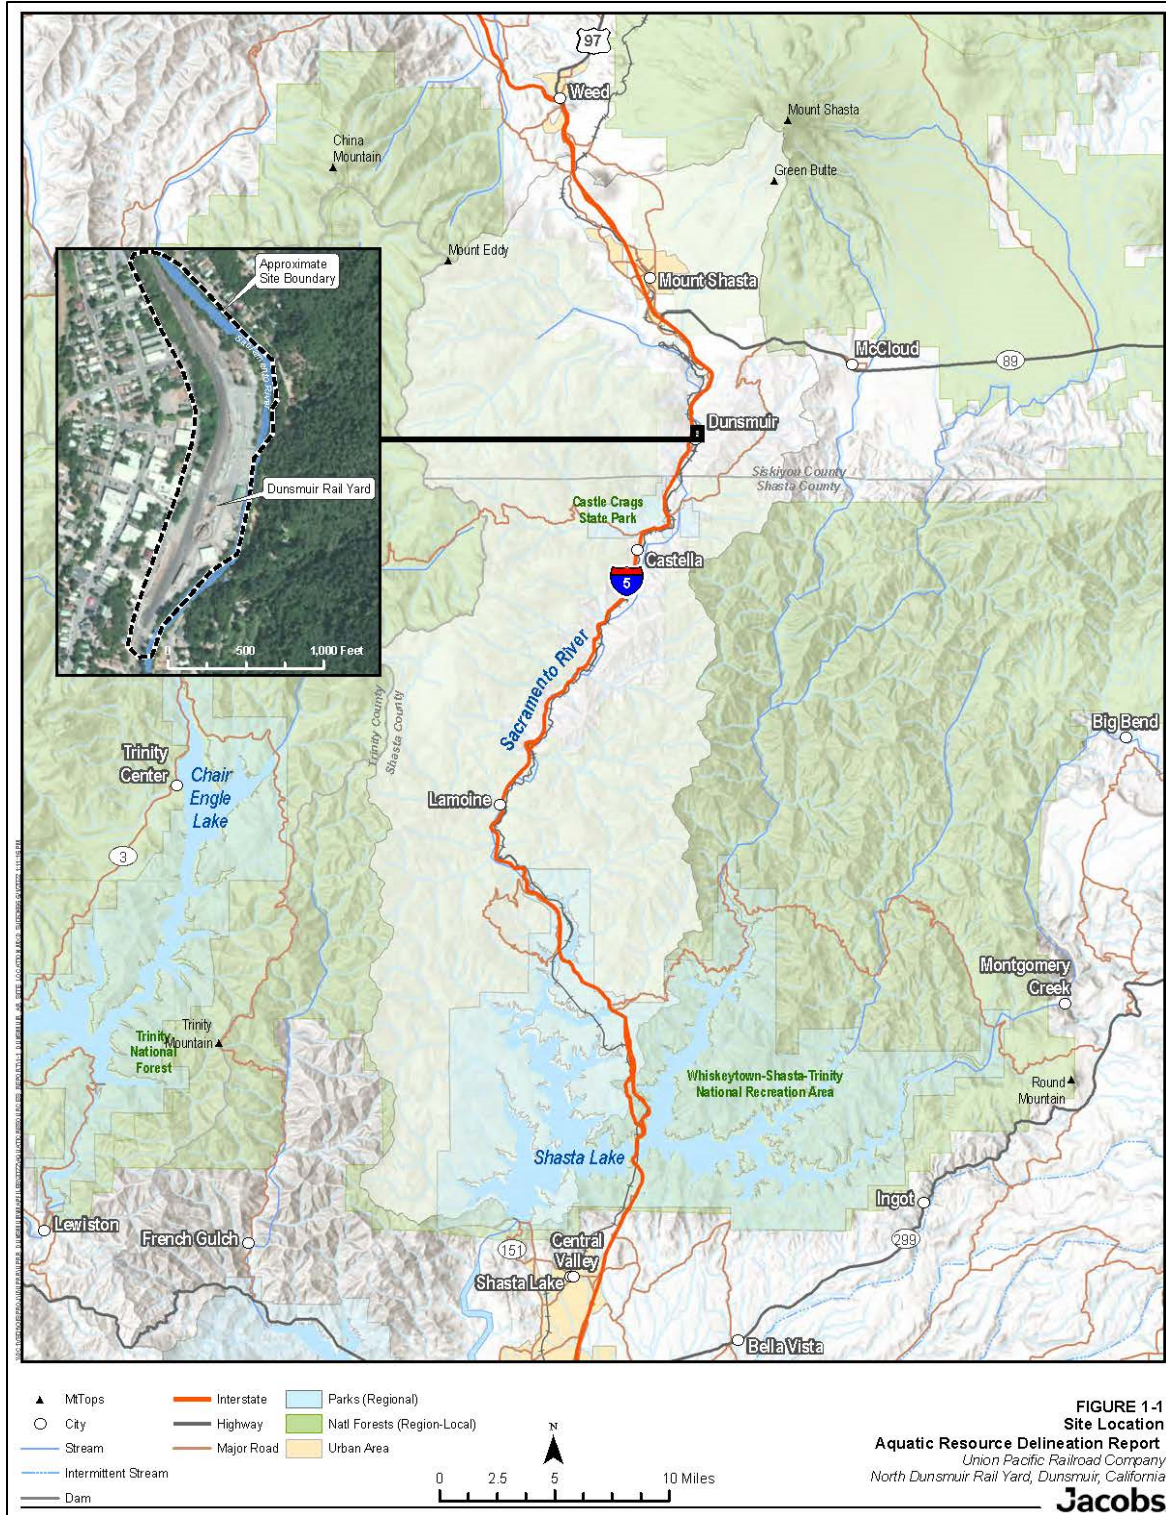 97
Weed
Mount Shasta
China
Mountain
Green Butte
Mount Eddy
Approximate
Site Boundary
Mount Shasta
McCloud
89
Sacramento River
Dunsmuir
Dunsmuir Rail Yard
Siskiyou County
Shasta County
Castle Crags
State Park
Castella
5
0 500 1,000 Feet
Sacramento River
Trinity County
Shasta County
Big Bend
Trinity
Center
Chair
Engle
Lake
Lamoine
3
Montgomery
Creek
Trinity
Mountain
Trinity
National
Forest
Whiskeytown-Shasta-Trinity
National Recreation Area
Round
Mountain
Shasta Lake
Ingot
Lewiston
French Gulch
299
151
Central
Valley
Shasta Lake
Bella Vista
MtTops
City
Stream
Intermittent Stream
Dam
Interstate
Highway
Major Road
Parks (Regional)
Natl Forests (Region-Local)
Urban Area
N
0 2.5 5 10 Miles
FIGURE 1-1
Site Location
Aquatic Resource Delineation Report
Union Pacific Railroad Company
North Dunsmuir Rail Yard, Dunsmuir, California
Jacobs